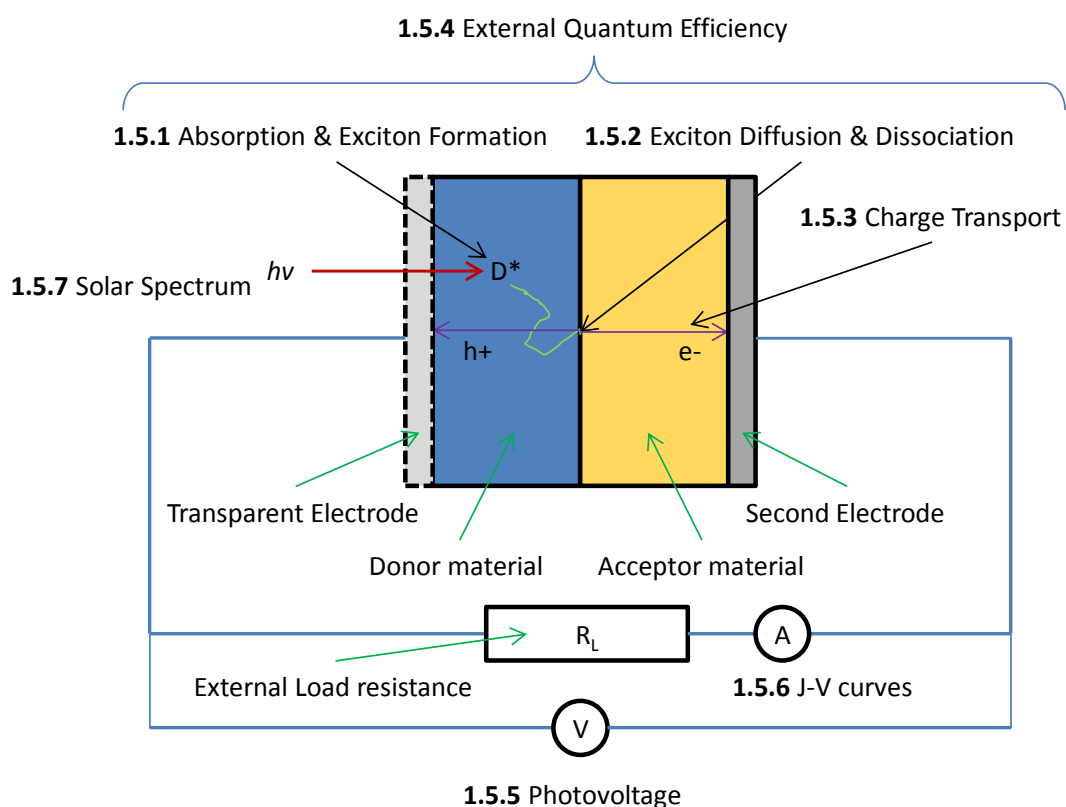 1.5.4 External Quantum Efficiency
1.5.1 Absorption & Exciton Formation
1.5.2 Exciton Diffusion & Dissociation
1.5.3 Charge Transport
1.5.7 Solar Spectrum
hν
D*
h+
e-
Transparent Electrode
Second Electrode
Donor material
Acceptor material
R_L
A
External Load resistance
1.5.6 J-V curves
V
1.5.5 Photovoltage